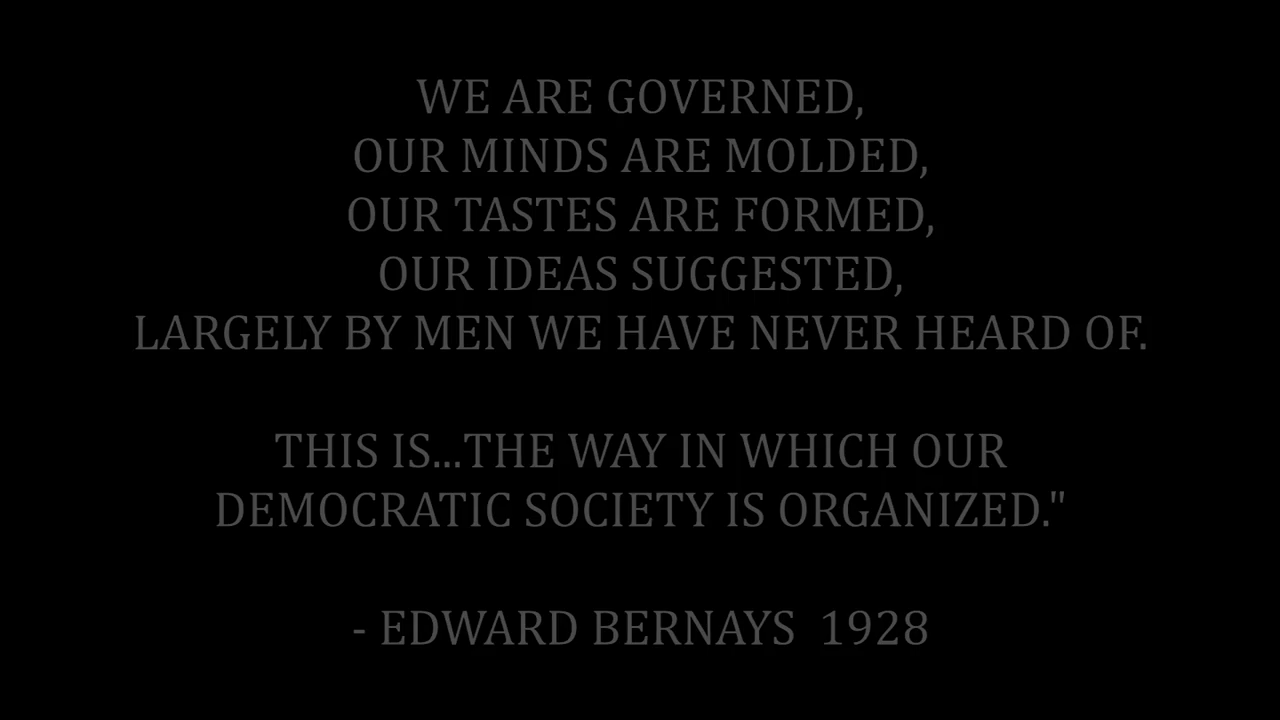 WE ARE GOVERNED,
OUR MINDS ARE MOLDED,
OUR TASTES ARE FORMED,
OUR IDEAS SUGGESTED,
LARGELY BY MEN WE HAVE NEVER HEARD OF.
THIS IS...THE WAY IN WHICH OUR
DEMOCRATIC SOCIETY IS ORGANIZED."
- EDWARD BERNAYS 1928